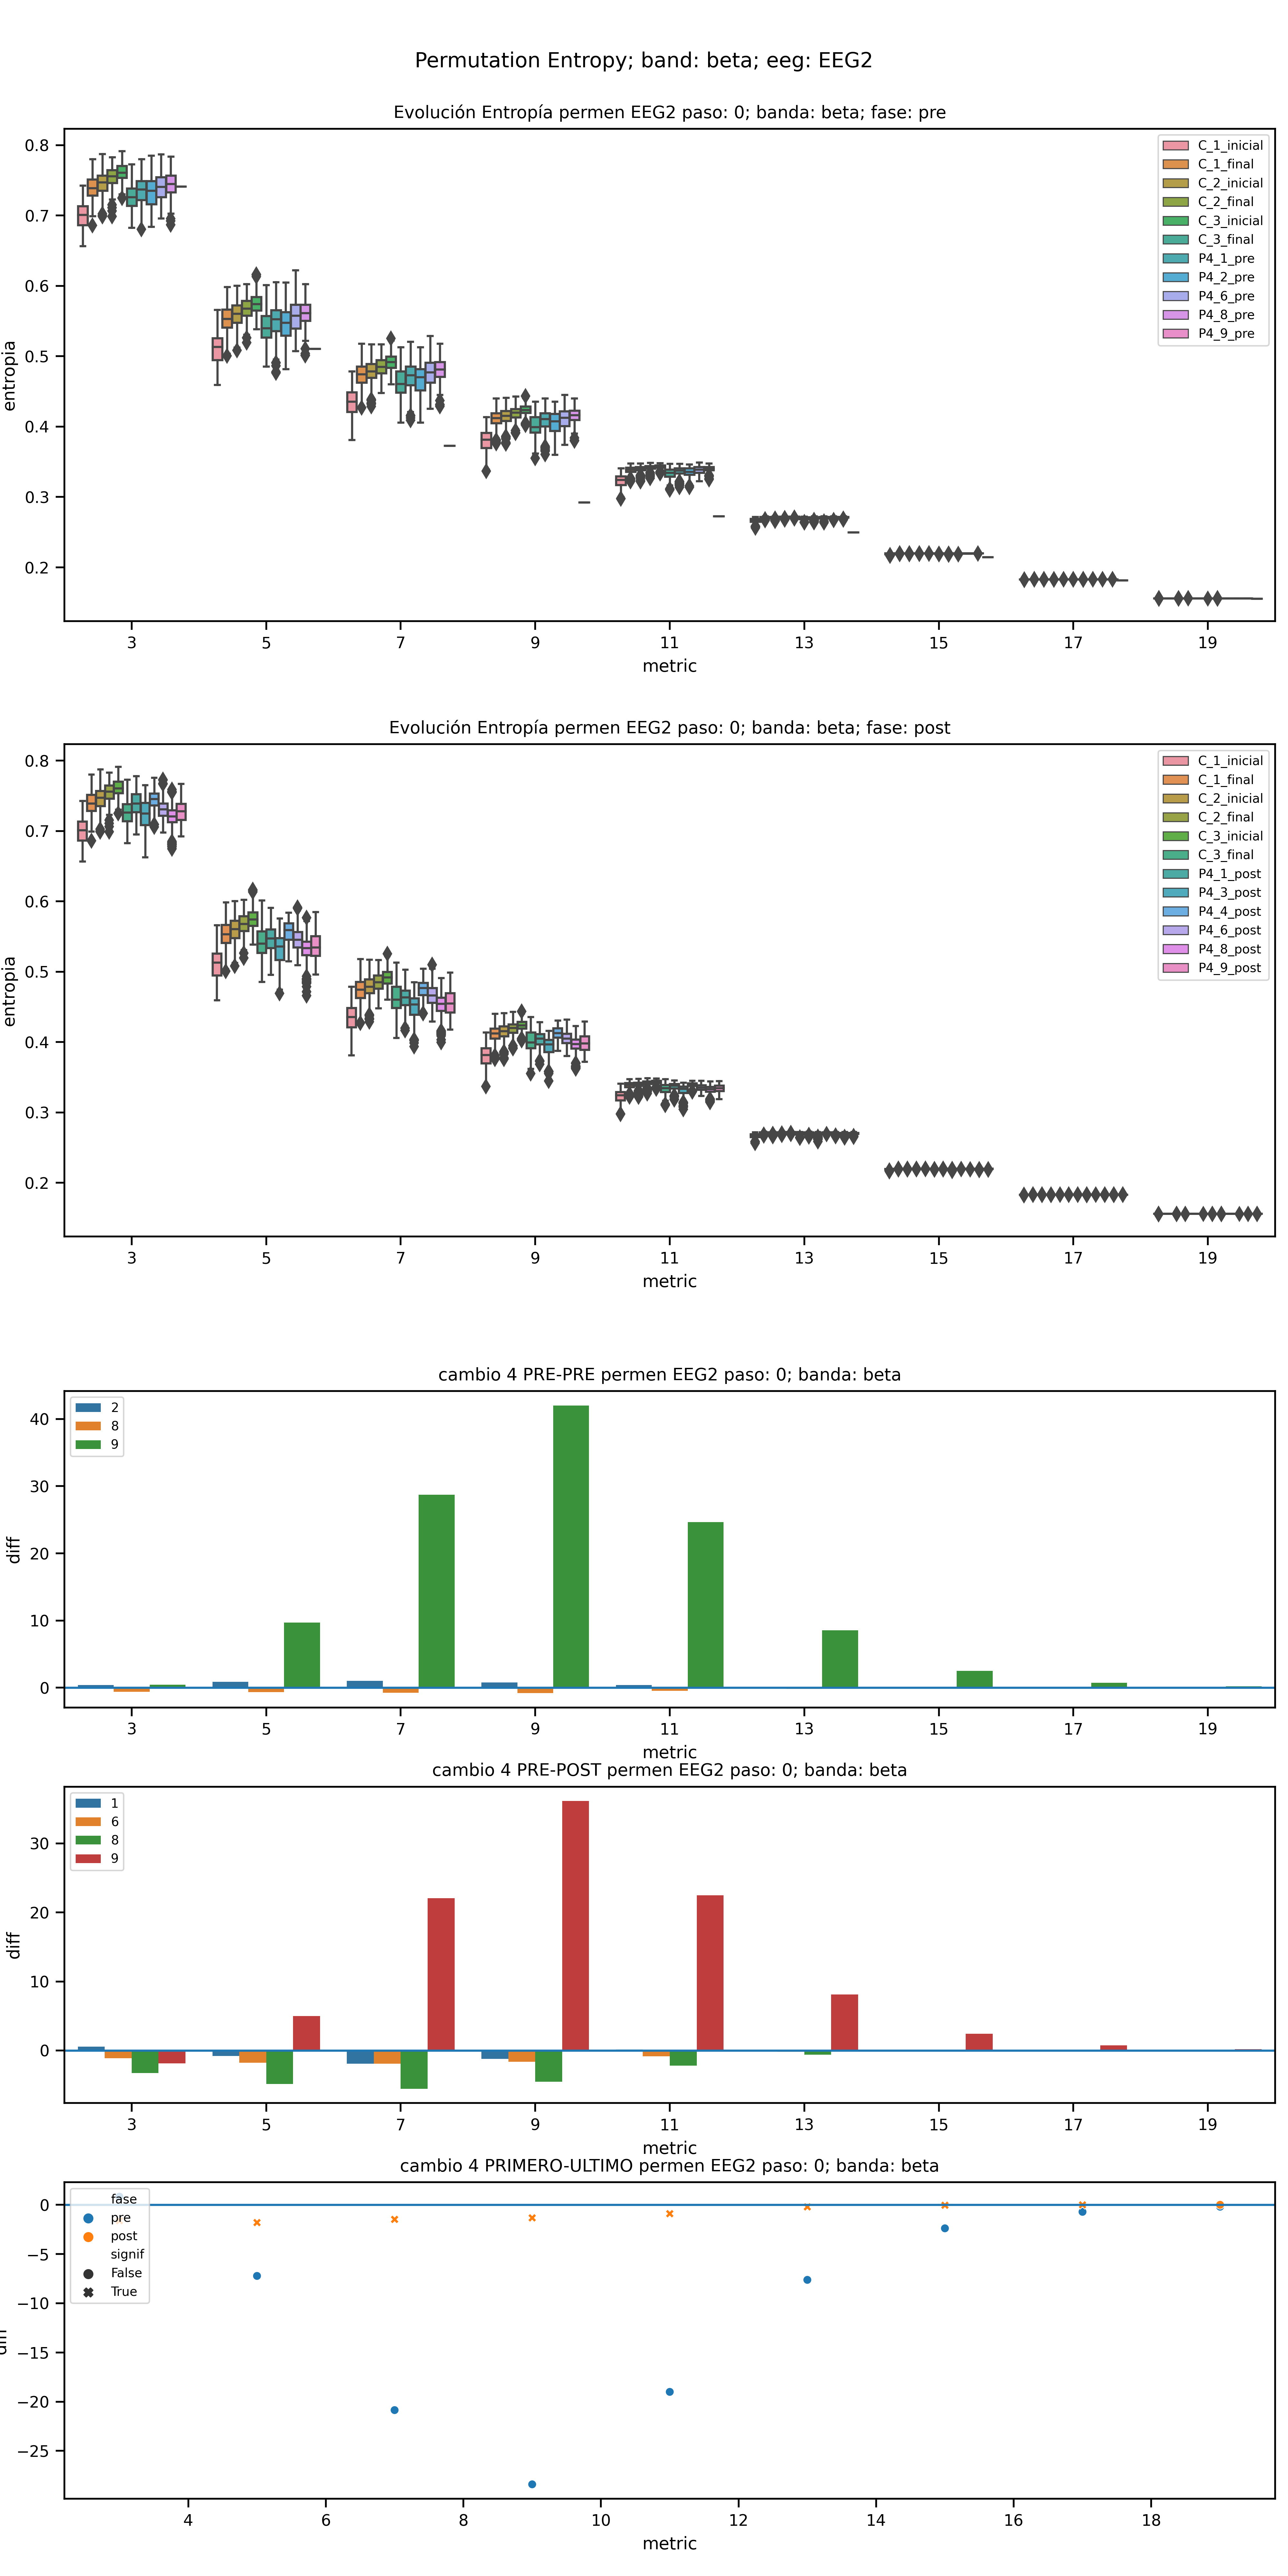 Permutation Entropy; band: beta; eeg: EEG2
Evolución Entropía permen EEG2 paso: 0; banda: beta; fase: pre
0.8
0.7
0.6
0.5
0.4
0.3
0.2
entropia
C_1_inicial
C_1_final
C_2_inicial
C_2_final
C_3_inicial
C_3_final
P4_1_pre
P4_2_pre
P4_6_pre
P4_8_pre
P4_9_pre
3 5 7 9 11 13 15 17 19
metric
Evolución Entropía permen EEG2 paso: 0; banda: beta; fase: post
0.8
0.7
0.6
0.5
0.4
0.3
0.2
entropia
C_1_inicial
C_1_final
C_2_inicial
C_2_final
C_3_inicial
C_3_final
P4_1_post
P4_3_post
P4_4_post
P4_6_post
P4_8_post
P4_9_post
3 5 7 9 11 13 15 17 19
metric
cambio 4 PRE-PRE permen EEG2 paso: 0; banda: beta
40
30
20
10
0
diff
2
8
9
3 5 7 9 11 13 15 17 19
metric
cambio 4 PRE-POST permen EEG2 paso: 0; banda: beta
30
20
10
0
diff
1
6
8
9
3 5 7 9 11 13 15 17 19
metric
cambio 4 PRIMERO-ULTIMO permen EEG2 paso: 0; banda: beta
0
−5
−10
−15
−20
−25
fase
pre
post
signif
False
True
4 6 8 10 12 14 16 18
metric